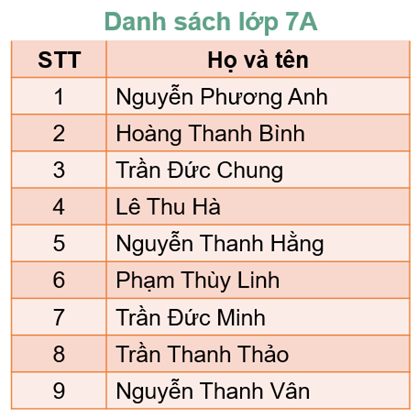 Danh sách lớp 7A
STT Họ và tên
1 Nguyễn Phương Anh
2 Hoàng Thanh Bình
3 Trần Đức Chung
4 Lê Thu Hà
5 Nguyễn Thanh Hằng
6 Phạm Thùy Linh
7 Trần Đức Minh
8 Trần Thanh Thảo
9 Nguyễn Thanh Vân